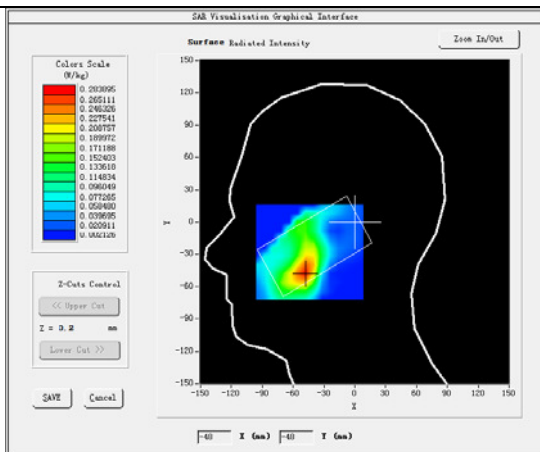 SAR Visualisation Graphical Interface
Surface Radiated Intensity
Zoom In/Out
Colors Scale
(W/kg)
0.283895
0.265111
0.246326
0.227541
0.208757
0.189972
0.171188
0.152403
0.133618
0.114834
0.096049
0.077265
0.058480
0.039695
0.020911
0.002126
Z-Cuts Control
<< Upper Cut
Z = 3.2 mm
Lower Cut >>
SAVE Cancel
150
120
90
60
30
0
-30
-60
-90
-120
-150
Y
-150 -120 -90 -60 -30 0 30 60 90 120 150
X
-48 X (mm) -48 Y (mm)